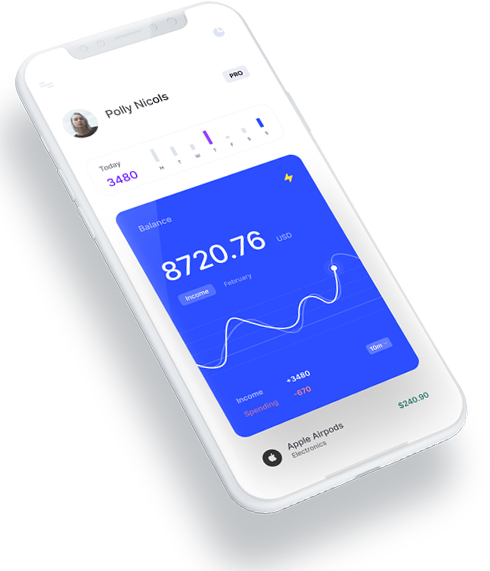 PRO
Polly Nicols
Today
3480
M T W T F S S
Balance
8720.76 USD
Income February
Income +3480
Spending -670
10m
Apple Airpods
Electronics
$240.90